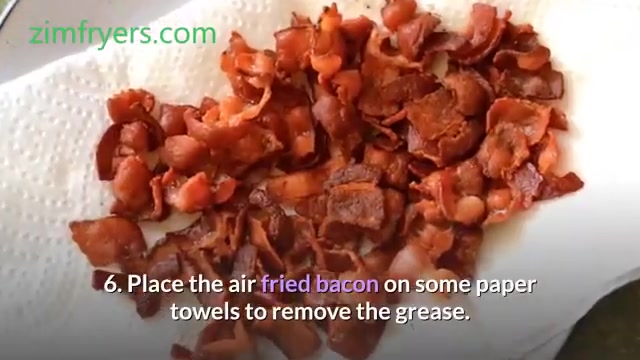 zimfryers.com
6. Place the air fried bacon on some paper
towels to remove the grease.